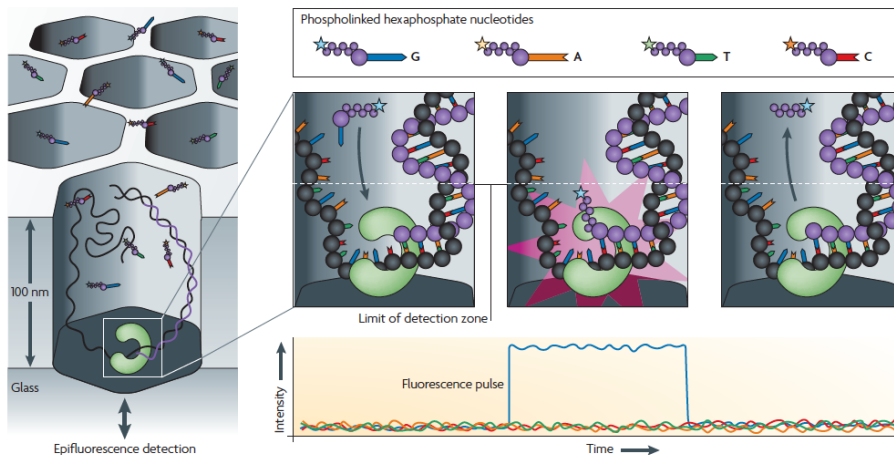 Phospholinked hexaphosphate nucleotides
G
A
T
C
100 nm
Glass
Epifluorescence detection
Limit of detection zone
Fluorescence pulse
Intensity
Time